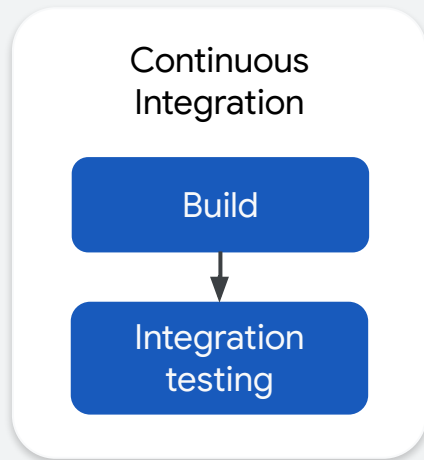 Continuous
Integration
Build
Integration
testing